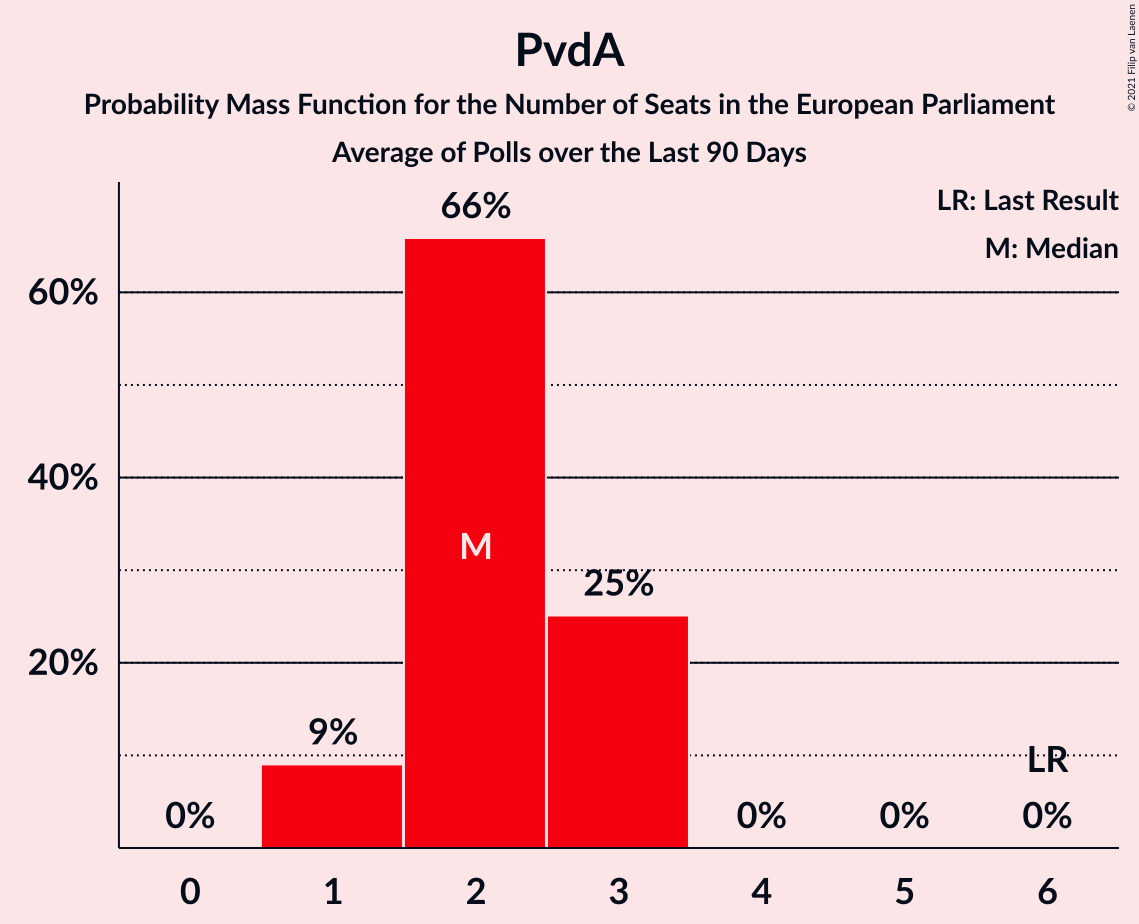 PvdA
Probability Mass Function for the Number of Seats in the European Parliament
Average of Polls over the Last 90 Days
© 2021 Filip van Laenen
LR: Last Result
M: Median
66%
60%
40%
M
25%
20%
9%
LR
0%
0%
0%
0%
0 1 2 3 4 5 6